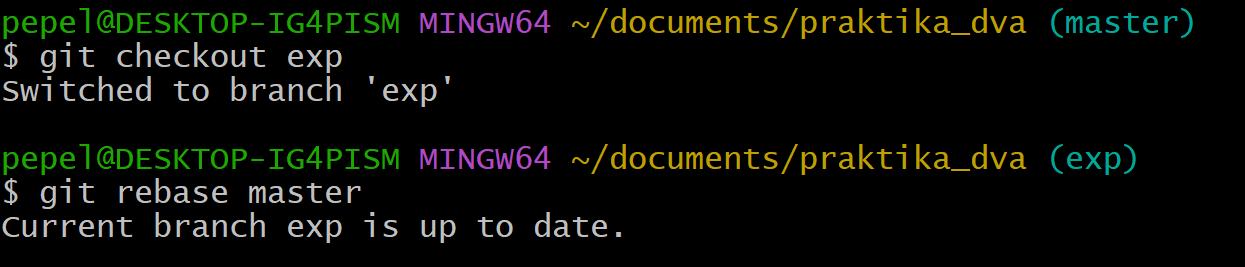 pepel@DESKTOP-IG4PISM MINGW64 ~/documents/praktika_dva (master)
$ git checkout exp
Switched to branch 'exp'
pepel@DESKTOP-IG4PISM MINGW64 ~/documents/praktika_dva (exp)
$ git rebase master
Current branch exp is up to date.